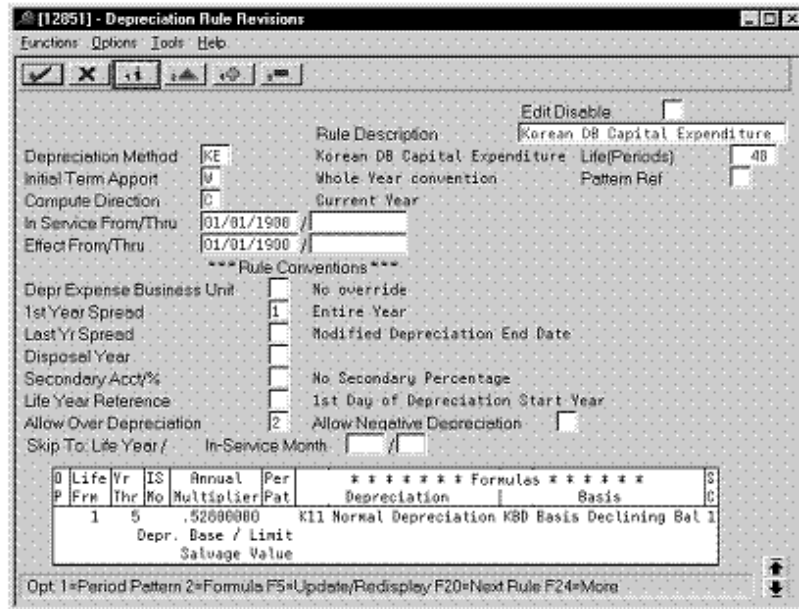 [12851] - Depreciation Rule Revisions
Functions Options Tools Help
Edit Disable
Rule Description Korean DB Capital Expenditure
Depreciation Method KE Korean DB Capital Expenditure Life(Periods) 48
Initial Term Apport W Whole Year convention Pattern Ref
Compute Direction C Current Year
In Service From/Thru 01/01/1900 /
Effect From/Thru 01/01/1900 /
*** Rule Conventions ***
Depr Expense Business Unit No override
1st Year Spread 1 Entire Year
Last Yr Spread Modified Depreciation End Date
Disposal Year
Secondary Acct/% No Secondary Percentage
Life Year Reference 1st Day of Depreciation Start Year
Allow Over Depreciation 2 Allow Negative Depreciation
Skip To: Life Year / In-Service Month /
O Life Yr IS Annual Per * * * * * * * Formulas * * * * * * S
P Frm Thr Mo Multiplier Pat Depreciation Basis C
1 5 .52800000 K11 Normal Depreciation KBD Basis Declining Bal 1
Depr. Base / Limit
Salvage Value
Opt: 1=Period Pattern 2=Formula F5=Update/Redisplay F20=Next Rule F24=More